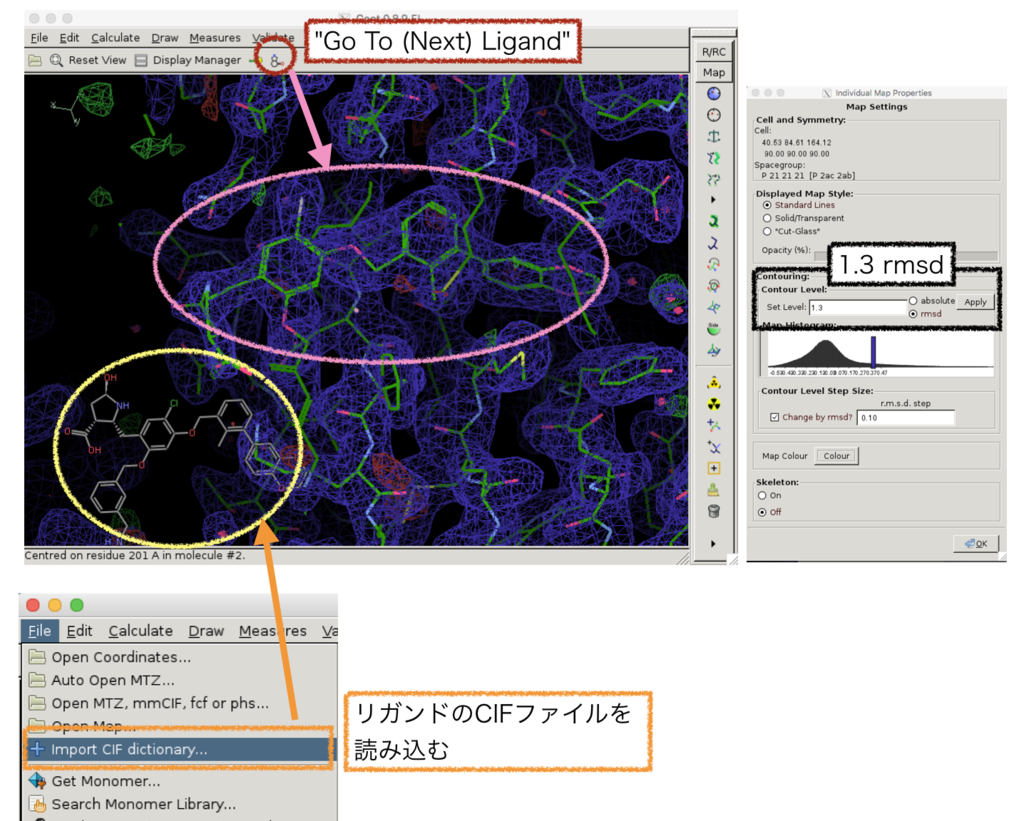 Coot 0.8.9 EL
File Edit Calculate Draw Measures Validate
"Go To (Next) Ligand"
Reset View Display Manager
R/RC
Map
Side
OH
NH
Cl
O
O
OH
O
H N
Centred on residue 201 A in molecule #2.
Individual Map Properties
Map Settings
Cell and Symmetry:
Cell:
40.53 84.61 164.12
90.00 90.00 90.00
Spacegroup:
P 21 21 21 [P 2ac 2ab]
Displayed Map Style:
Standard Lines
Solid/Transparent
"Cut-Glass"
Opacity (%):
1.3 rmsd
Contouring:
Contour Level:
Set Level: 1.3
absolute
rmsd
Apply
Map Histogram:
Contour Level Step Size:
r.m.s.d. step
Change by rmsd? 0.10
Map Colour Colour
Skeleton:
On
Off
OK
File Edit Calculate Draw Measures Va
Open Coordinates...
Auto Open MTZ...
Open MTZ, mmCIF, fcf or phs...
Open Map...
Import CIF dictionary...
Get Monomer...
Search Monomer Library...
リガンドのCIFファイルを
読み込む